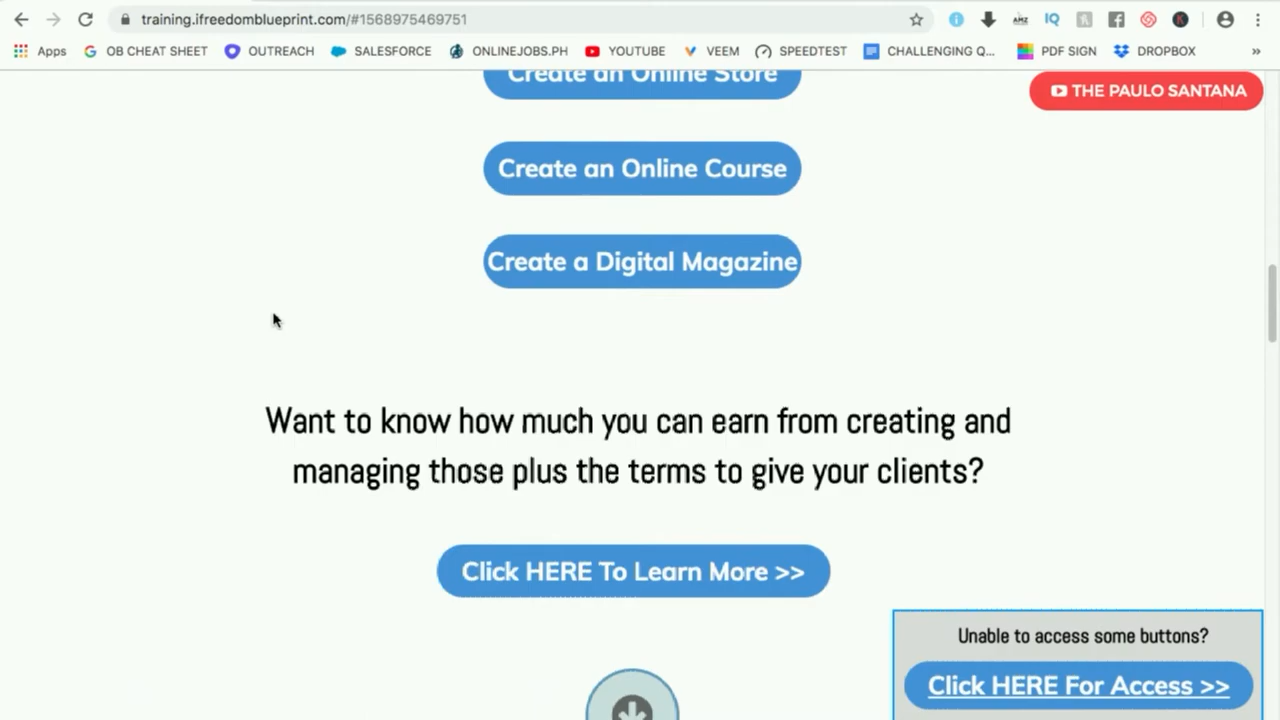 training.ifreedomblueprint.com/#1568975469751
Apps OB CHEAT SHEET OUTREACH SALESFORCE ONLINEJOBS.PH YOUTUBE VEEM SPEEDTEST CHALLENGING Q... PDF SIGN DROPBOX »
Create an Online Store
THE PAULO SANTANA
Create an Online Course
Create a Digital Magazine
Want to know how much you can earn from creating and
managing those plus the terms to give your clients?
Click HERE To Learn More >>
Unable to access some buttons?
Click HERE For Access >>